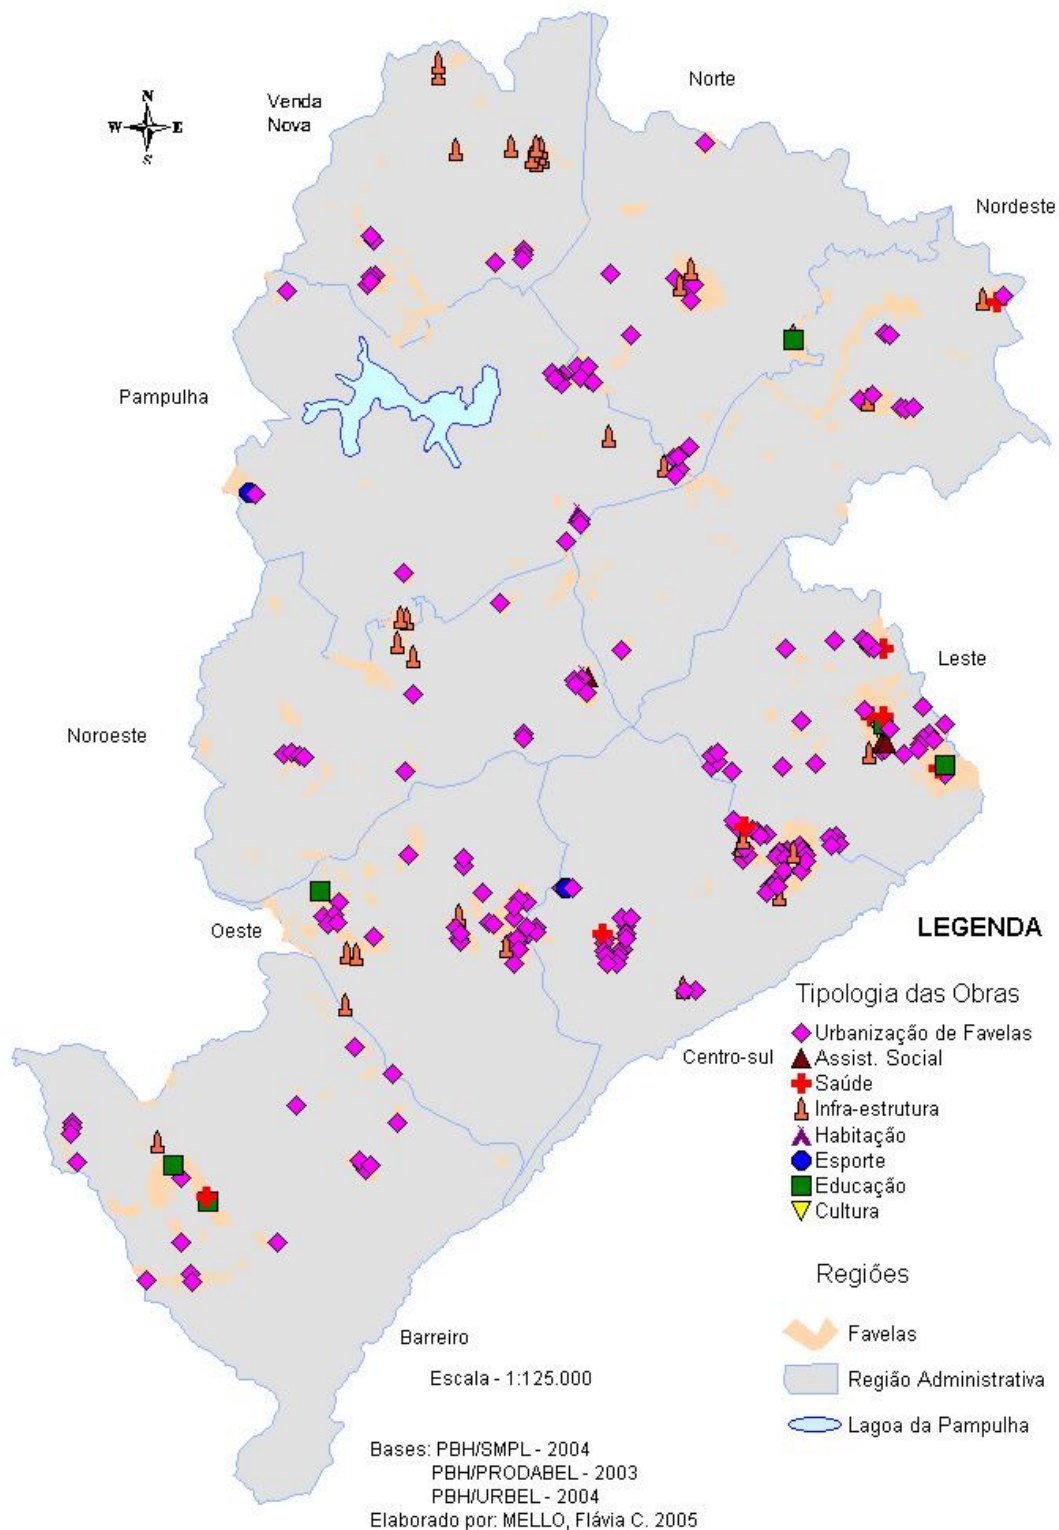 Norte
Venda
Nova
N
W E
S
Nordeste
Pampulha
Leste
Noroeste
Oeste
LEGENDA
Tipologia das Obras
Urbanização de Favelas
Centro-sul
Assist. Social
Saúde
Infra-estrutura
Habitação
Esporte
Educação
Cultura
Regiões
Favelas
Barreiro
Escala - 1:125.000
Região Administrativa
Lagoa da Pampulha
Bases: PBH/SMPL - 2004
PBH/PRODABEL - 2003
PBH/URBEL - 2004
Elaborado por: MELLO, Flávia C. 2005